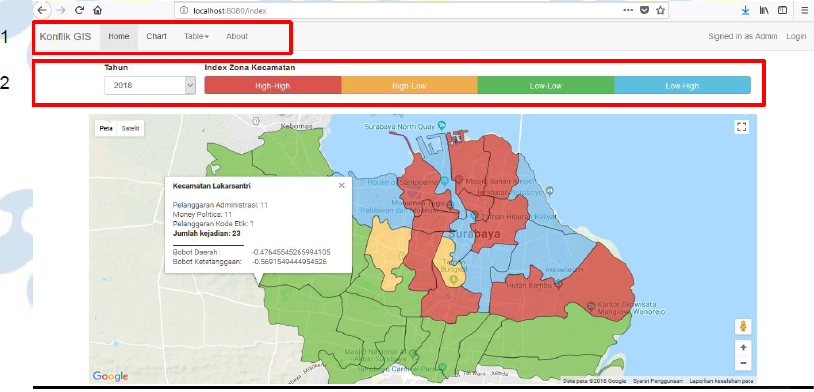 localhost:8080/index
1
Konflik GIS Home Chart Table About Signed in as Admin Login
2
Tahun Index Zona Kecamatan
2018 High-High High-Low Low-Low Low-High
Peta Satelit
Kebomas
Surabaya North Quay
Kecamatan Lakarsantri
Pelanggaran Administrasi: 11
Money Politics: 11
Pelanggaran Kode Etik: 1
Jumlah kejadian: 23
Bobot Daerah : -0.47645545265994105
Bobot Ketetanggaan: -0.5691549444954526
House of Sampoerna
Masjid Sunan Ampel
Taman Hiburan Rakyat
Surabaya
Hutan Bambu
Kantor Ekowisata
Mangrove Wonorejo
Masjid Nasional Al
Surabaya Carnival Park
Google
Data peta ©2018 Google Syarat Penggunaan Laporkan kesalahan peta